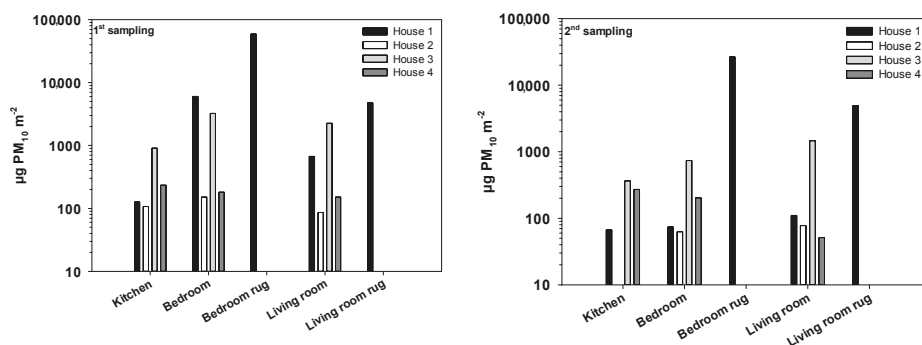 1st sampling
House 1
House 2
House 3
House 4
100,000
10,000
1000
100
10
µg PM10 m-2
Kitchen
Bedroom
Bedroom rug
Living room
Living room rug
2nd sampling
House 1
House 2
House 3
House 4
100,000
10,000
1000
100
10
µg PM10 m-2
Kitchen
Bedroom
Bedroom rug
Living room
Living room rug